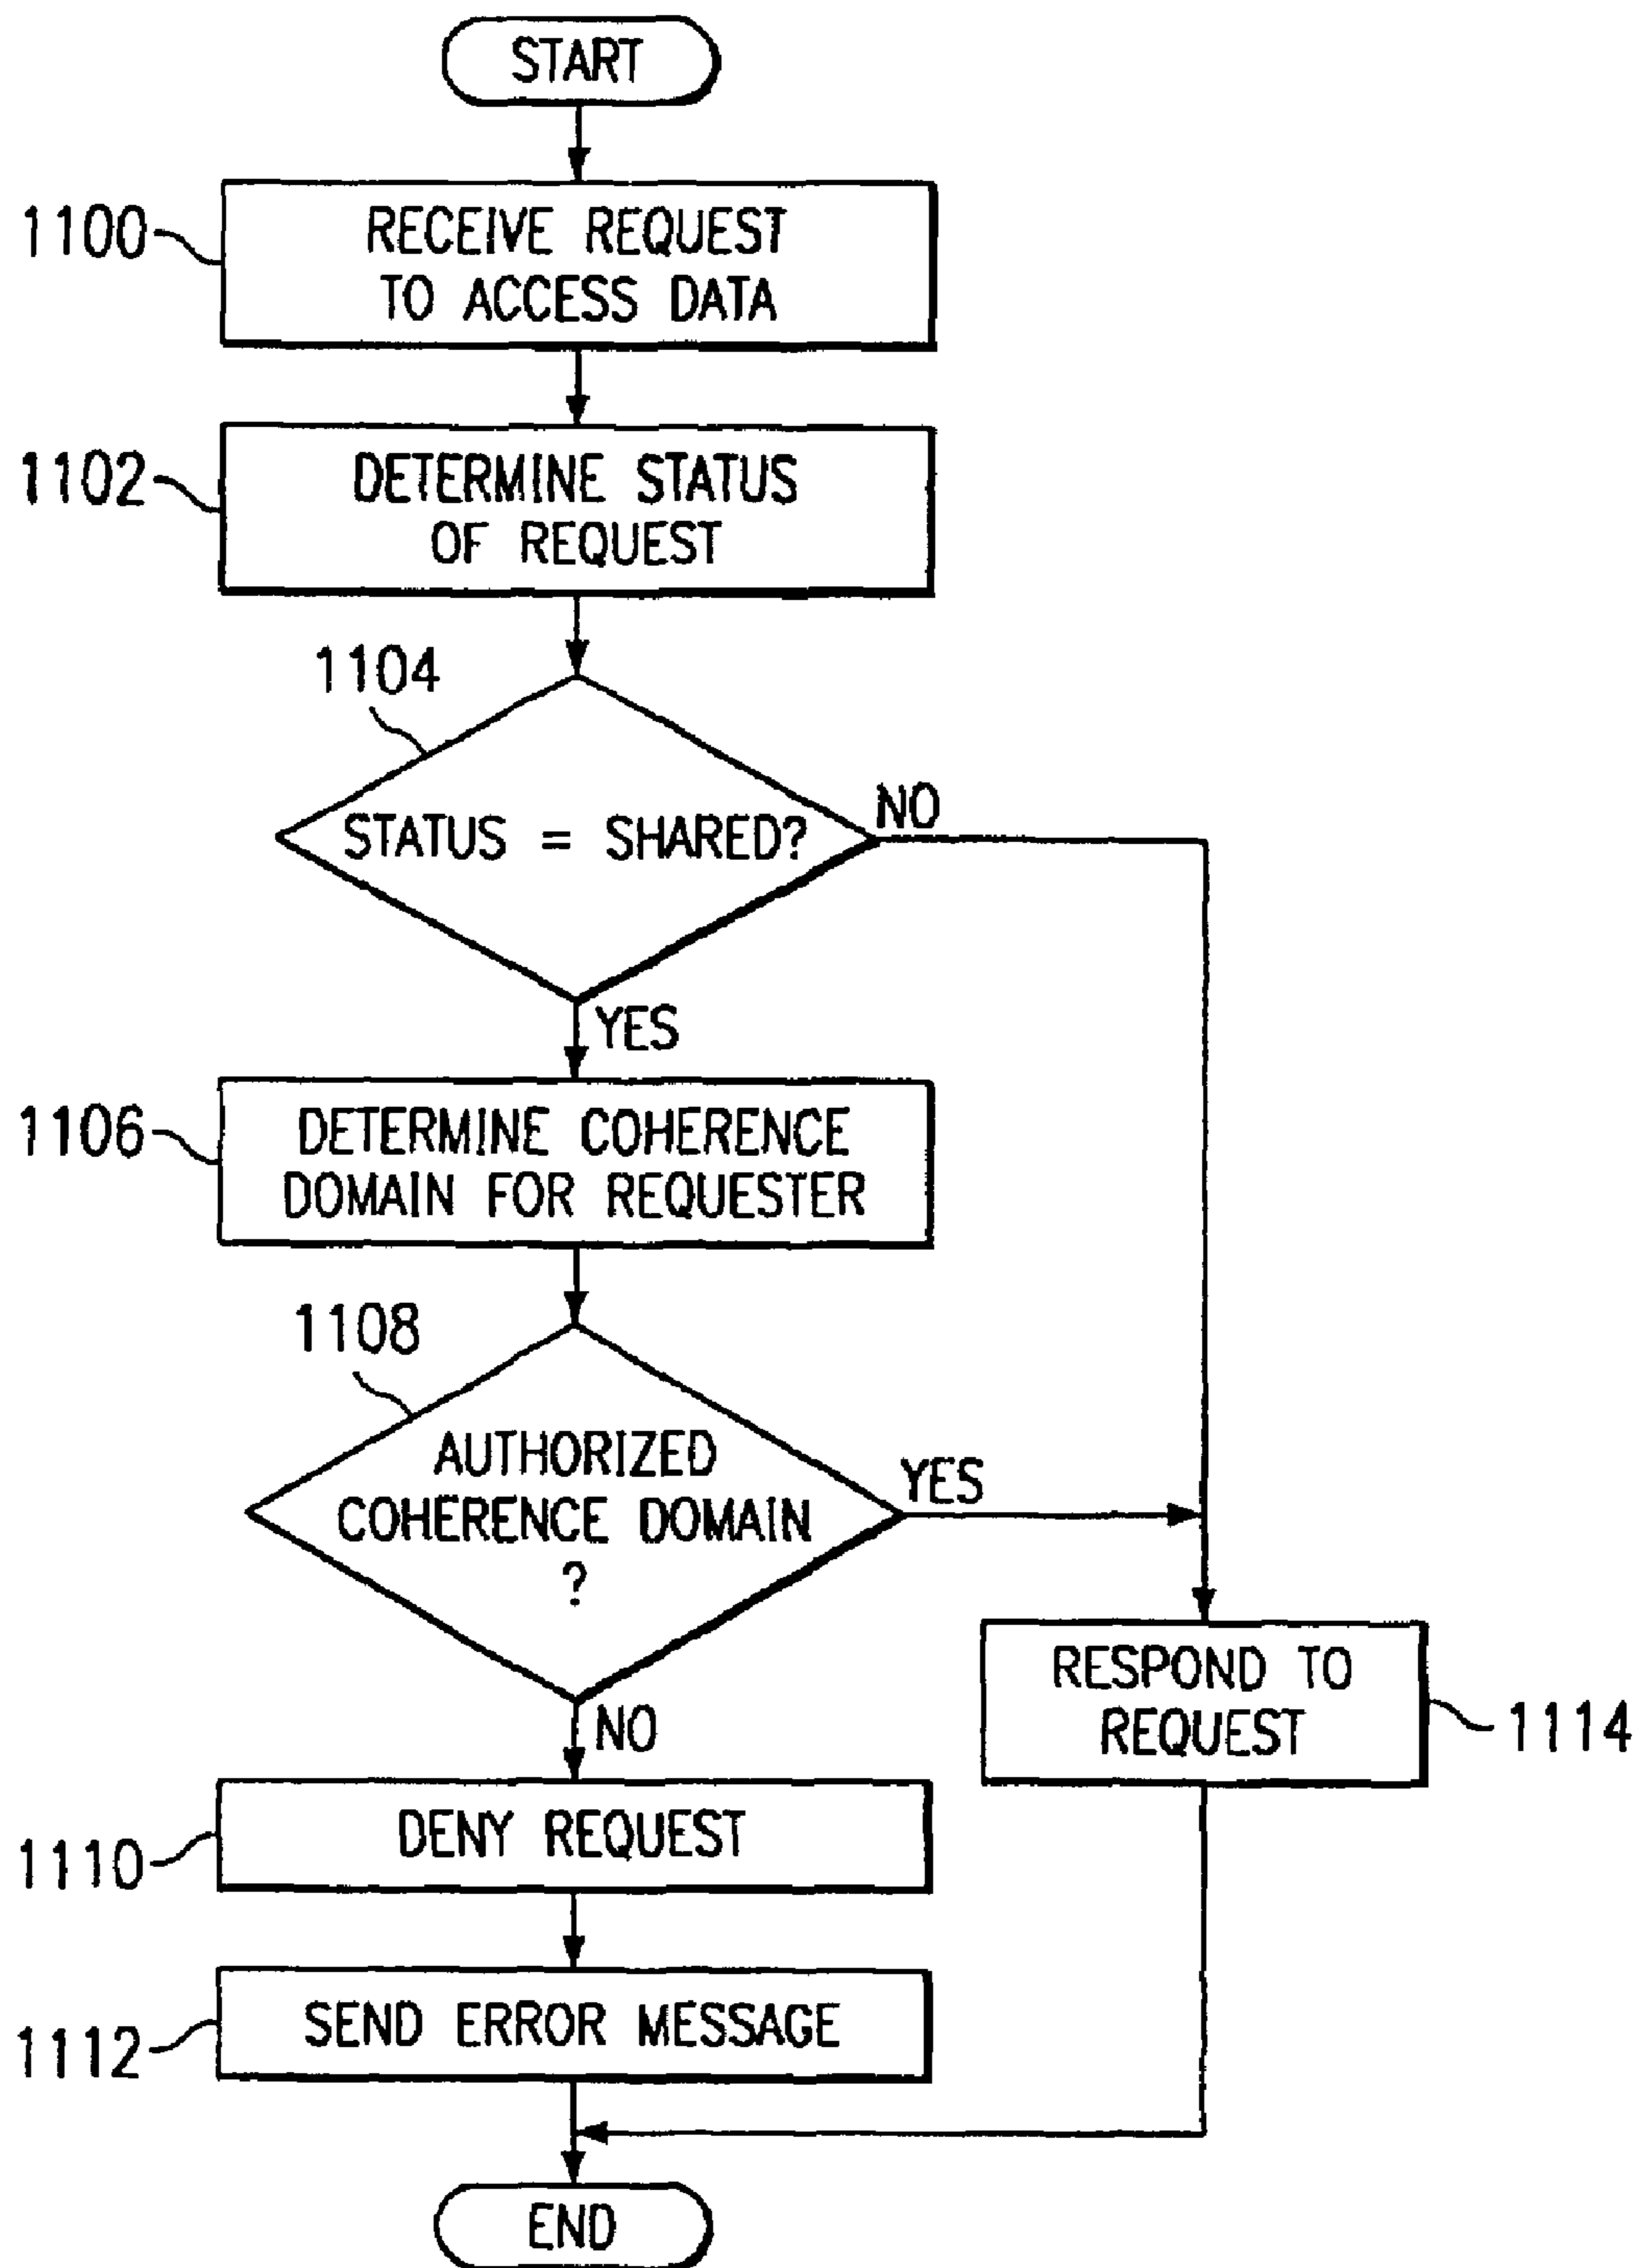 START
1100
RECEIVE REQUEST
TO ACCESS DATA
1102
DETERMINE STATUS
OF REQUEST
1104
STATUS = SHARED?
NO
YES
1106
DETERMINE COHERENCE
DOMAIN FOR REQUESTER
1108
AUTHORIZED
COHERENCE DOMAIN
?
YES
NO
RESPOND TO
REQUEST
1114
1110
DENY REQUEST
1112
SEND ERROR MESSAGE
END